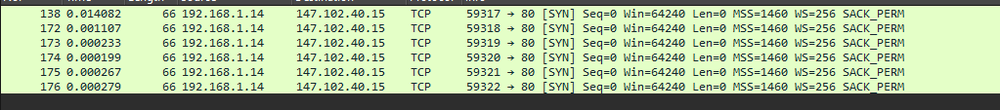 138 0.014082 66 192.168.1.14 147.102.40.15 TCP 59317 → 80 [SYN] Seq=0 Win=64240 Len=0 MSS=1460 WS=256 SACK_PERM
172 0.001107 66 192.168.1.14 147.102.40.15 TCP 59318 → 80 [SYN] Seq=0 Win=64240 Len=0 MSS=1460 WS=256 SACK_PERM
173 0.000233 66 192.168.1.14 147.102.40.15 TCP 59319 → 80 [SYN] Seq=0 Win=64240 Len=0 MSS=1460 WS=256 SACK_PERM
174 0.000199 66 192.168.1.14 147.102.40.15 TCP 59320 → 80 [SYN] Seq=0 Win=64240 Len=0 MSS=1460 WS=256 SACK_PERM
175 0.000267 66 192.168.1.14 147.102.40.15 TCP 59321 → 80 [SYN] Seq=0 Win=64240 Len=0 MSS=1460 WS=256 SACK_PERM
176 0.000279 66 192.168.1.14 147.102.40.15 TCP 59322 → 80 [SYN] Seq=0 Win=64240 Len=0 MSS=1460 WS=256 SACK_PERM